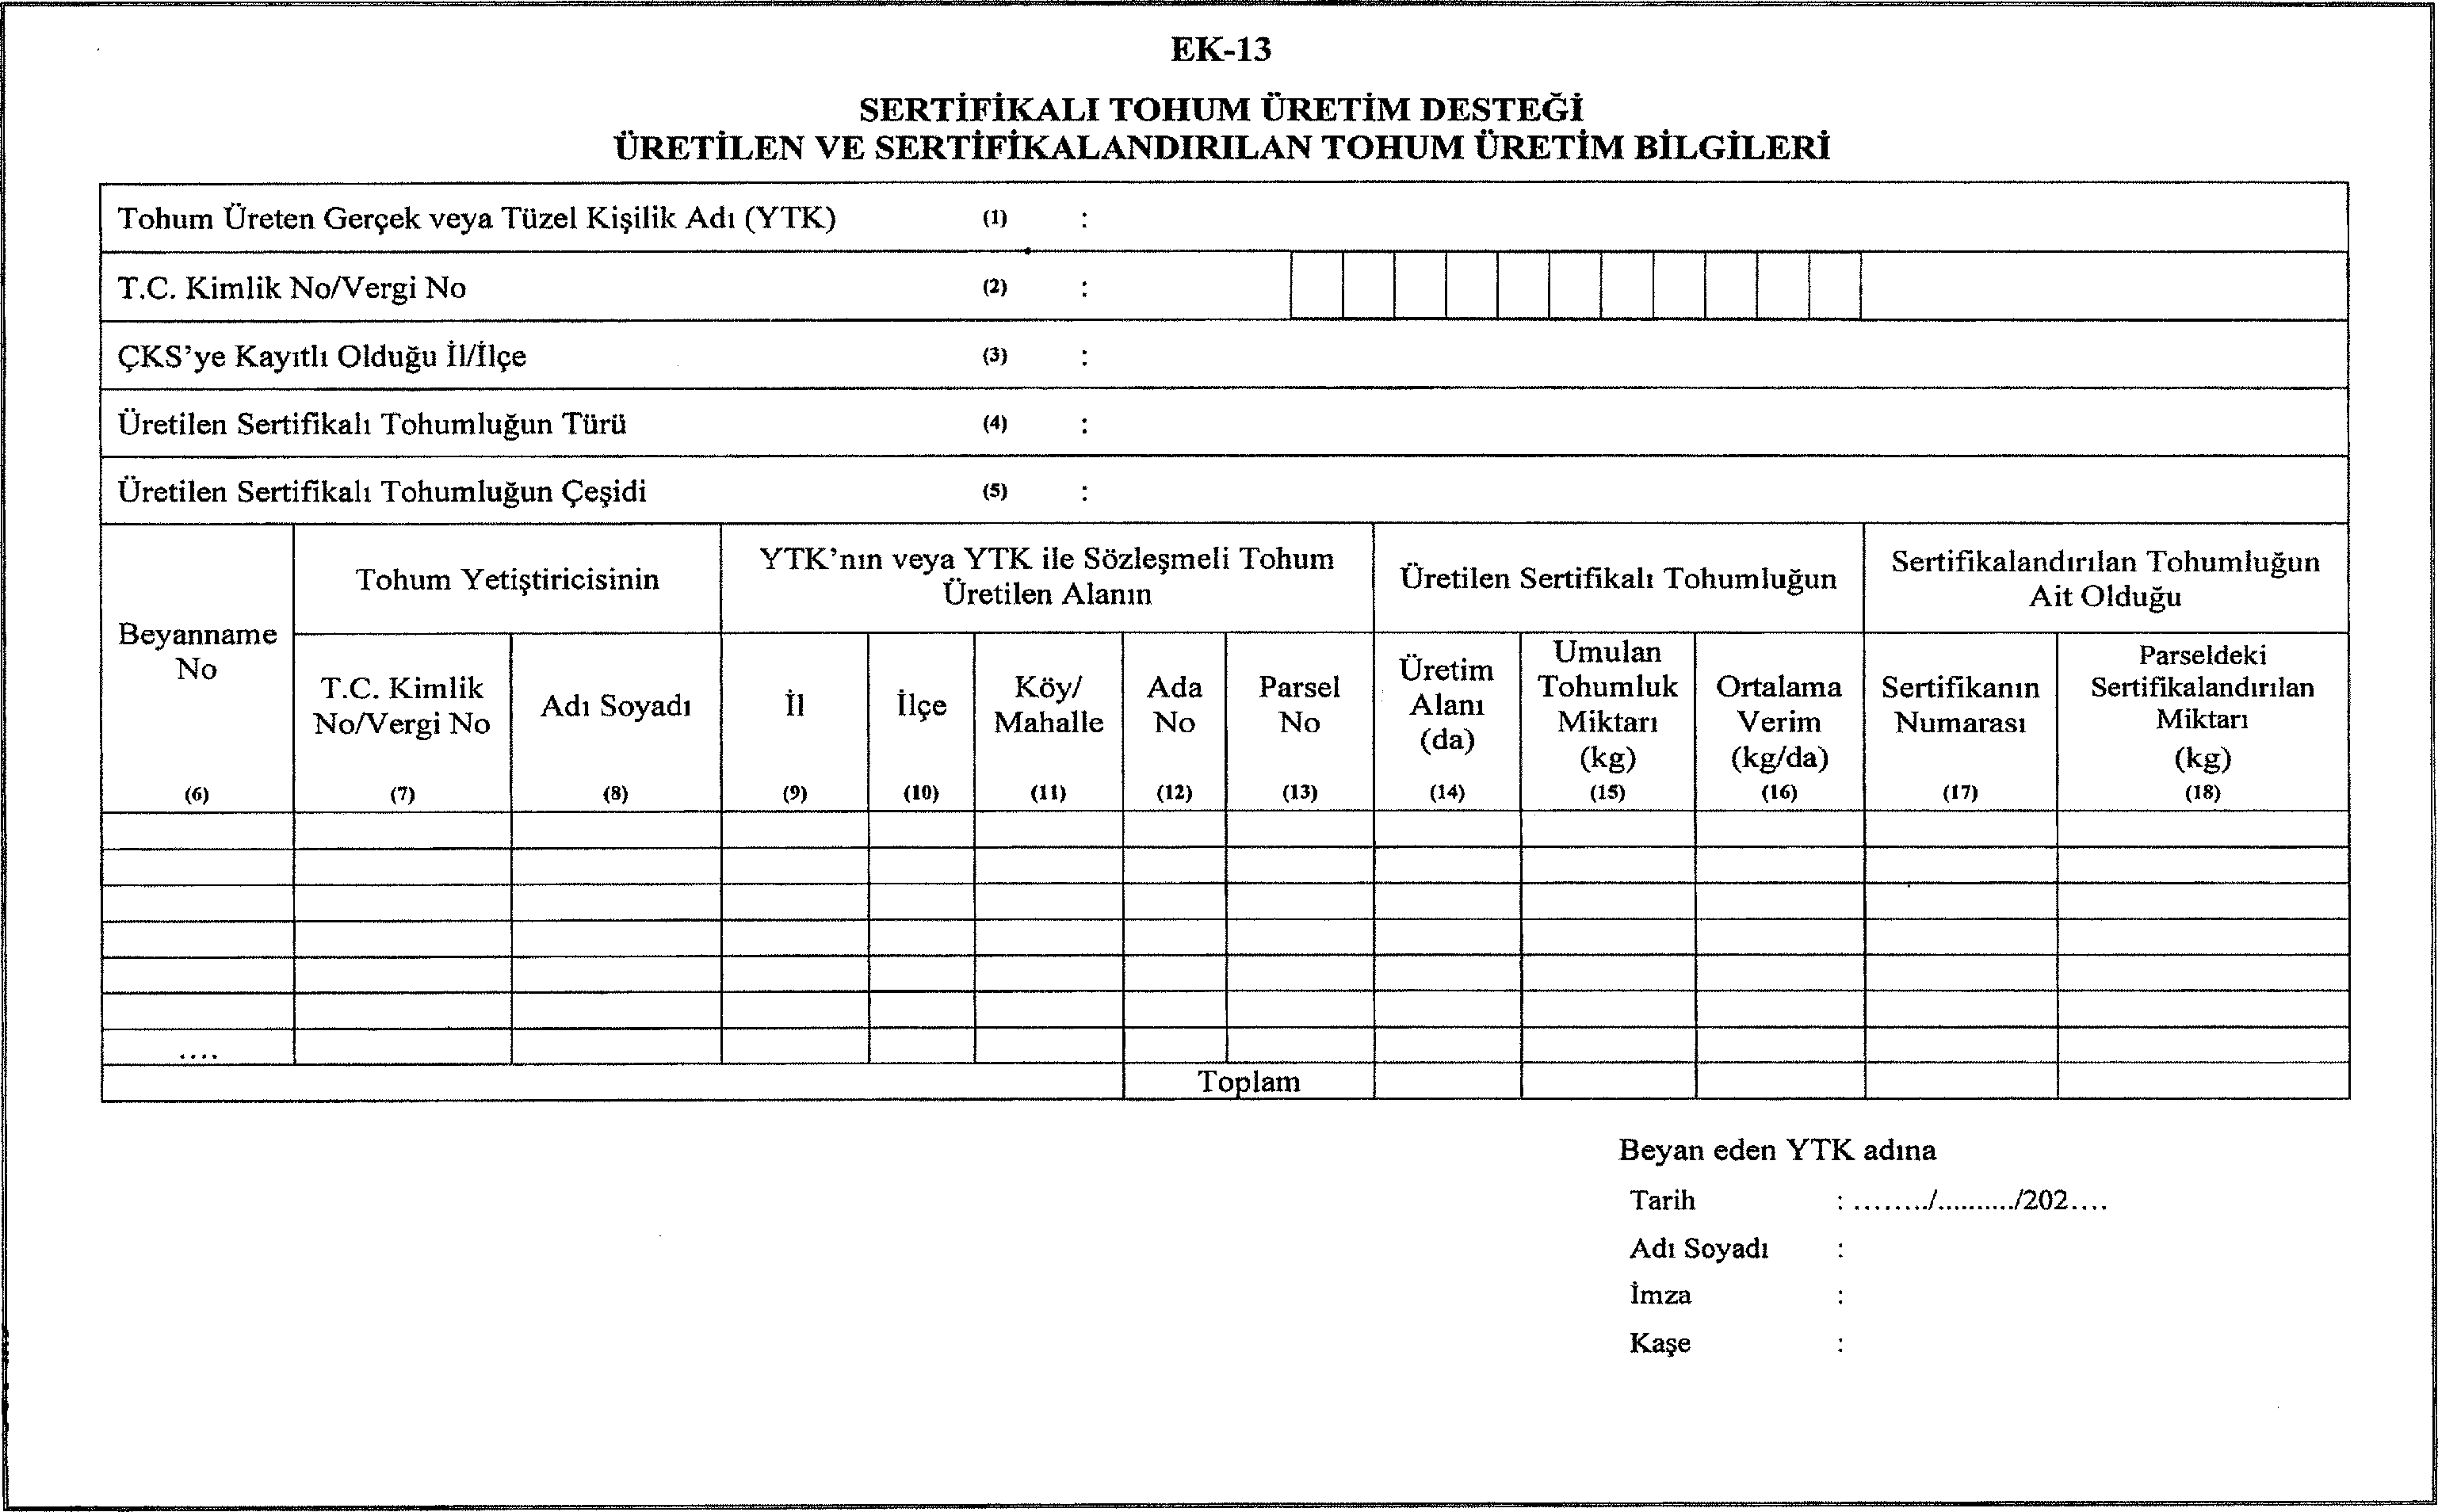 EK-13
SERTİFİKALI TOHUM ÜRETİM DESTEĞİ
ÜRETİLEN VE SERTİFİKALANDIRILAN TOHUM ÜRETİM BİLGİLERİ
Tohum Üreten Gerçek veya Tüzel Kişilik Adı (YTK) (1) :
T.C. Kimlik No/Vergi No (2) :
ÇKS'ye Kayıtlı Olduğu İl/İlçe (3) :
Üretilen Sertifikalı Tohumluğun Türü (4) :
Üretilen Sertifikalı Tohumluğun Çeşidi (5) :
Beyanname
No
(6)
Tohum Yetiştiricisinin
T.C. Kimlik
No/Vergi No
(7)
Adı Soyadı
(8)
YTK'nın veya YTK ile Sözleşmeli Tohum
Üretilen Alanın
İl
(9)
İlçe
(10)
Köy/
Mahalle
(11)
Ada
No
(12)
Parsel
No
(13)
Üretilen Sertifikalı Tohumluğun
Üretim
Alanı
(da)
(14)
Umulan
Tohumluk
Miktarı
(kg)
(15)
Ortalama
Verim
(kg/da)
(16)
Sertifikalandırılan Tohumluğun
Ait Olduğu
Sertifikanın
Numarası
(17)
Parseldeki
Sertifikalandırılan
Miktarı
(kg)
(18)
....
Toplam
Beyan eden YTK adına
Tarih : ......../........../202....
Adı Soyadı :
İmza :
Kaşe :